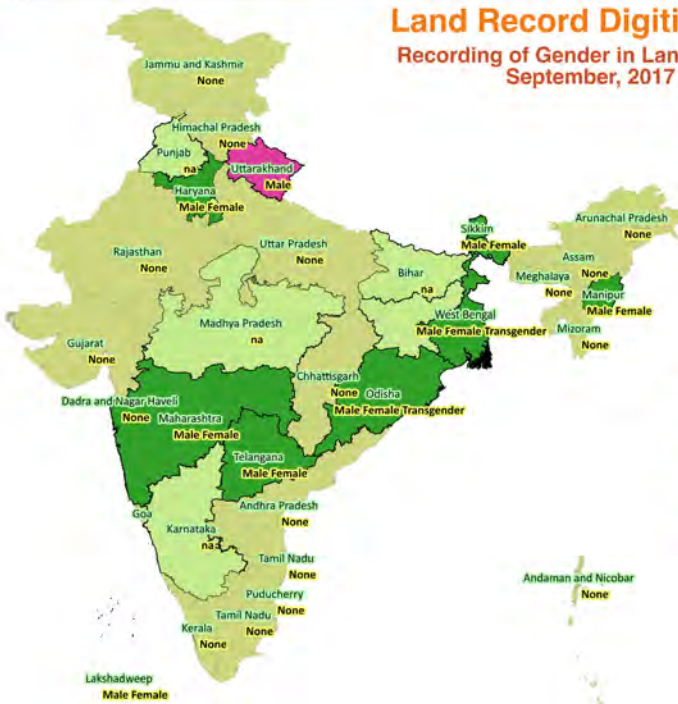 Land Record Digiti
Recording of Gender in Lan
September, 2017
Jammu and Kashmir
None
Himachal Pradesh
None
Punjab
na
Uttarakhand
Male
Haryana
Male Female
Arunachal Pradesh
None
Sikkim
Male Female
Rajasthan
None
Uttar Pradesh
None
Bihar
na
Assam
None
Meghalaya
None
Manipur
Male Female
Mizoram
None
West Bengal
Male Female Transgender
Madhya Pradesh
na
Gujarat
None
Chhattisgarh
None
Odisha
Male Female Transgender
Dadra and Nagar Haveli
None
Maharashtra
Male Female
Telangana
Male Female
Goa
Karnataka
na
Andhra Pradesh
None
Tamil Nadu
None
Puducherry
None
Tamil Nadu
None
Kerala
None
Andaman and Nicobar
None
Lakshadweep
Male Female